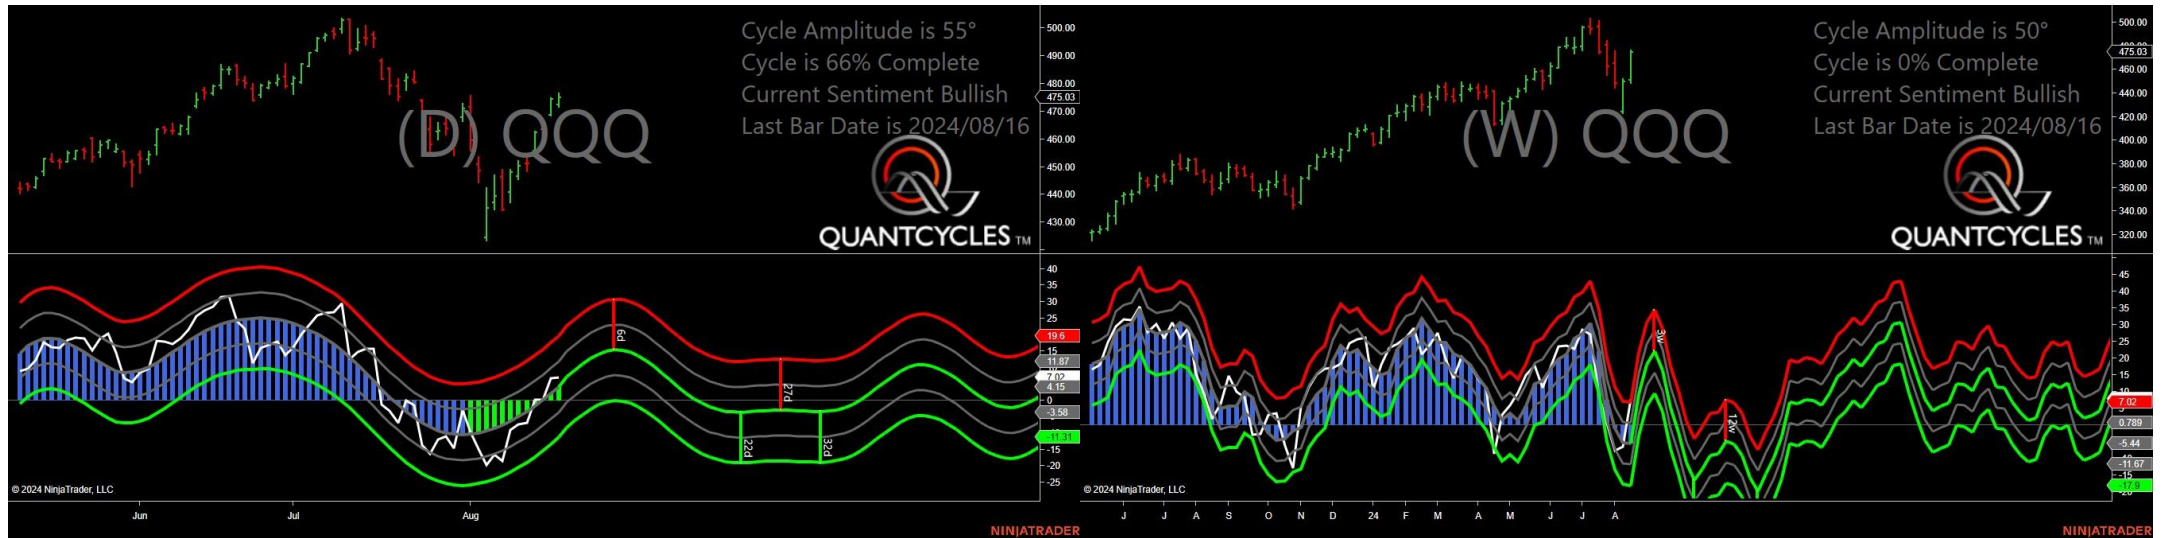 Cycle Amplitude is 55°
Cycle is 66% Complete
Current Sentiment Bullish
Last Bar Date is 2024/08/16
(D) QQQ
QUANTCYCLES TM
500.00
490.00
480.00
475.03
470.00
460.00
450.00
440.00
430.00
40
35
30
25
19.6
15
11.87
7.02
4.15
0
-3.58
-11.31
-15
-20
-25
6d
27d
22d
32d
© 2024 NinjaTrader, LLC
Jun Jul Aug
NINJATRADER
Cycle Amplitude is 50°
Cycle is 0% Complete
Current Sentiment Bullish
Last Bar Date is 2024/08/16
(W) QQQ
QUANTCYCLES TM
500.00
475.03
460.00
440.00
420.00
400.00
380.00
360.00
340.00
320.00
45
40
35
30
25
20
15
7.02
0.789
-5.44
-11.67
-15
-17.9
3w
12w
© 2024 NinjaTrader, LLC
J J A S O N D 24 F M A M J J A
NINJATRADER